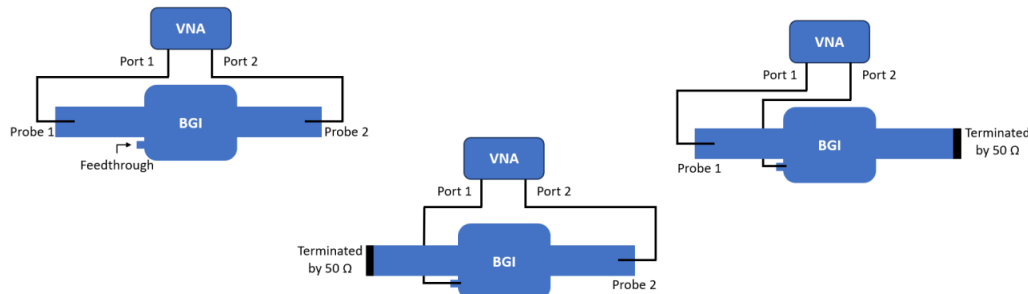 VNA
Port 1
Port 2
Probe 1
BGI
Probe 2
Feedthrough
VNA
Port 1
Port 2
Terminated
by 50 Ω
BGI
Probe 2
VNA
Port 1
Port 2
Probe 1
BGI
Terminated
by 50 Ω